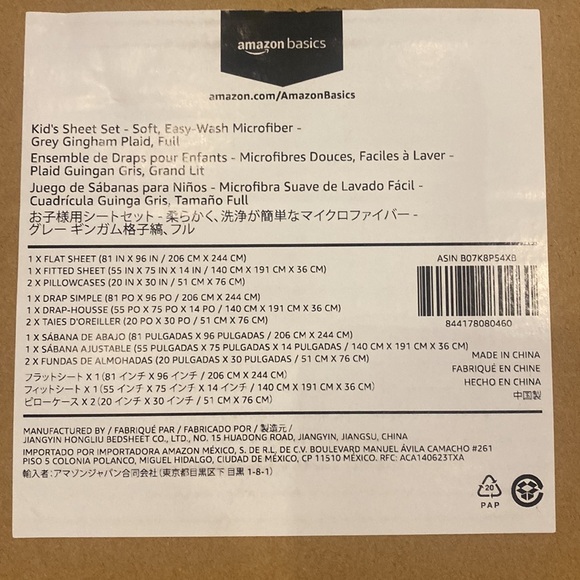 amazon basics
amazon.com/AmazonBasics
Kid's Sheet Set - Soft, Easy-Wash Microfiber -
Grey Gingham Plaid, Full
Ensemble de Draps pour Enfants - Microfibres Douces, Faciles à Laver -
Plaid Guingan Gris, Grand Lit
Juego de Sábanas para Niños - Microfibra Suave de Lavado Fácil -
Cuadrícula Guinga Gris, Tamaño Full
お子様用シートセット - 柔らかく、洗浄が簡単なマイクロファイバー -
グレー ギンガム格子縞、フル
1 X FLAT SHEET (81 IN X 96 IN / 206 CM X 244 CM)
1 X FITTED SHEET (55 IN X 75 IN X 14 IN / 140 CM X 191 CM X 36 CM)
2 X PILLOWCASES (20 IN X 30 IN / 51 CM X 76 CM)
1 X DRAP SIMPLE (81 PO X 96 PO / 206 CM X 244 CM)
1 X DRAP-HOUSSE (55 PO X 75 PO X 14 PO / 140 CM X 191 CM X 36 CM)
2 X TAIES D'OREILLER (20 PO X 30 PO / 51 CM X 76 CM)
1 X SÁBANA DE ABAJO (81 PULGADAS X 96 PULGADAS / 206 CM X 244 CM)
1 X SÁBANA AJUSTABLE (55 PULGADAS X 75 PULGADAS X 14 PULGADAS / 140 CM X 191 CM X 36 CM)
2 X FUNDAS DE ALMOHADAS (20 PULGADAS X 30 PULGADAS / 51 CM X 76 CM)
フラットシート X 1 (81 インチ X 96 インチ / 206 CM X 244 CM)
フィットシート X 1 (55 インチ X 75 インチ X 14 インチ / 140 CM X 191 CM X 36 CM)
ピローケース X 2 (20 インチ X 30 インチ / 51 CM X 76 CM)
ASIN B07K8P54XB
844178080460
MADE IN CHINA
FABRIQUÉ EN CHINE
HECHO EN CHINA
中国製
MANUFACTURED BY / FABRIQUÉ PAR / FABRICADO POR / 製造元 /
JIANGYIN HONGLIU BEDSHEET CO., LTD., NO. 15 HUADONG ROAD, JIANGYIN, JIANGSU, CHINA
IMPORTADO POR IMPORTADORA AMAZON MÉXICO, S. DE R.L. DE C.V. BOULEVARD MANUEL ÁVILA CAMACHO #261
PISO 5 COLONIA POLANCO, MIGUEL HIDALGO, CIUDAD DE MÉXICO, CP 11510 MÉXICO. RFC: ACA140623TXA
輸入者：アマゾンジャパン合同会社（東京都目黒区下目黒 1-8-1）
20
PAP